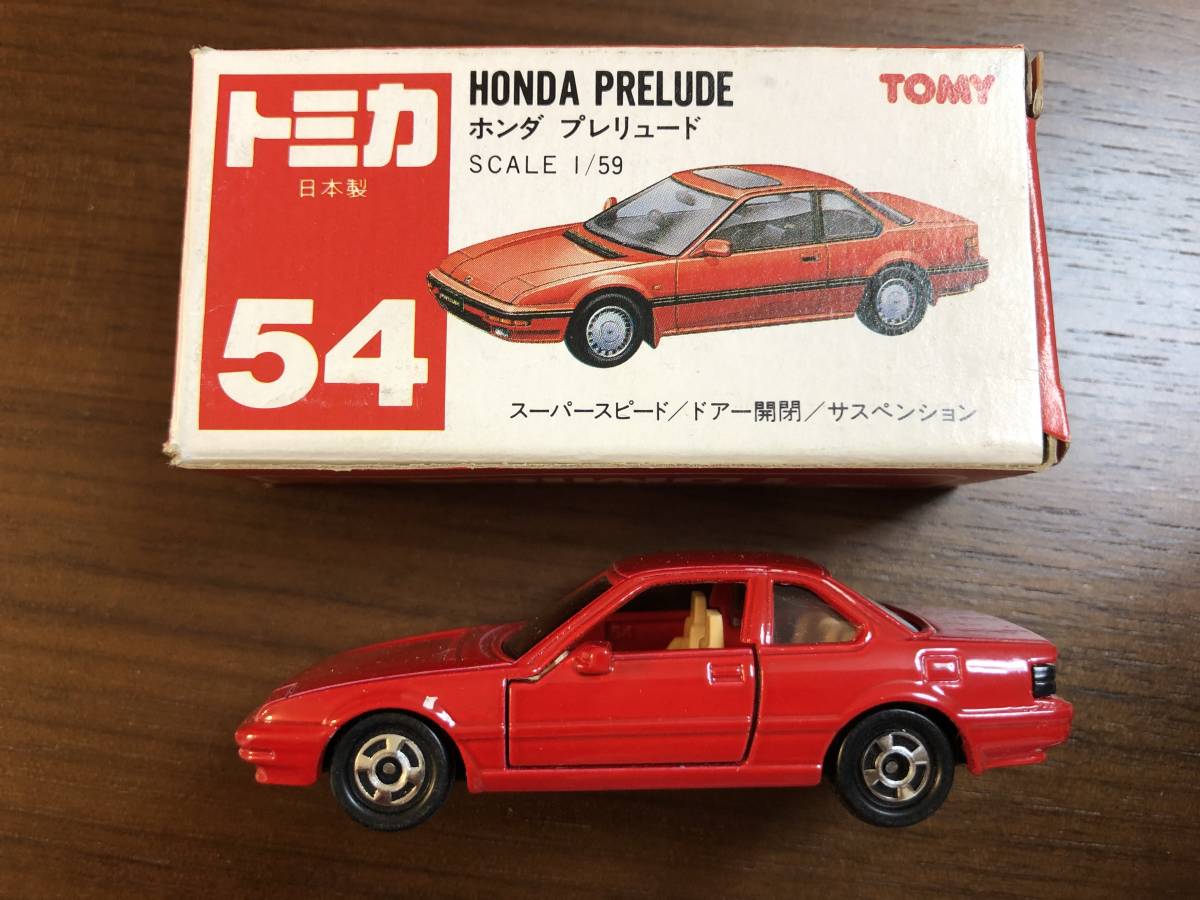 トミカ
日本製
54
HONDA PRELUDE
ホンダ プレリュード
SCALE 1/59
TOMY
スーパースピード/ドアー開閉/サスペンション